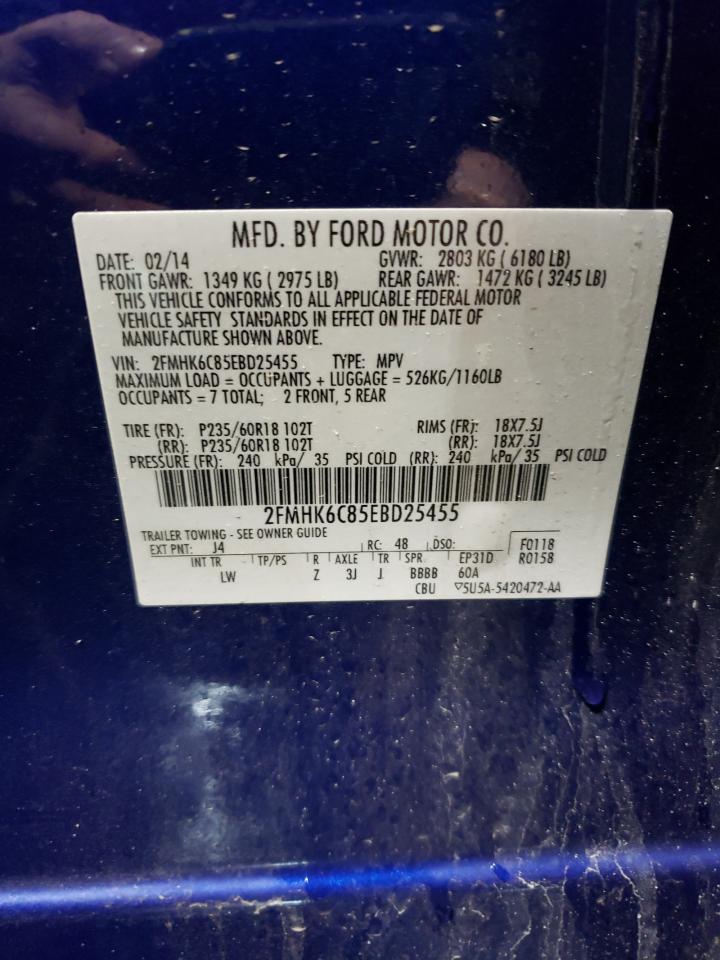 MFD. BY FORD MOTOR CO.
DATE: 02/14 GVWR: 2803 KG ( 6180 LB)
FRONT GAWR: 1349 KG ( 2975 LB) REAR GAWR: 1472 KG ( 3245 LB)
THIS VEHICLE CONFORMS TO ALL APPLICABLE FEDERAL MOTOR
VEHICLE SAFETY STANDARDS IN EFFECT ON THE DATE OF
MANUFACTURE SHOWN ABOVE.
VIN: 2FMHK6C85EBD25455 TYPE: MPV
MAXIMUM LOAD = OCCUPANTS + LUGGAGE = 526KG/1160LB
OCCUPANTS = 7 TOTAL; 2 FRONT, 5 REAR
TIRE (FR): P235/60R18 102T RIMS (FR): 18X7.5J
(RR): P235/60R18 102T (RR): 18X7.5J
PRESSURE (FR): 240 kPa/ 35 PSI COLD (RR): 240 kPa/ 35 PSI COLD
2FMHK6C85EBD25455
TRAILER TOWING - SEE OWNER GUIDE
EXT PNT: J4 RC: 48 DSO: F0118
INT TR TP/PS R AXLE TR SPR EP31D R0158
LW Z 3J J BBBB 60A
CBU ▽5U5A-5420472-AA